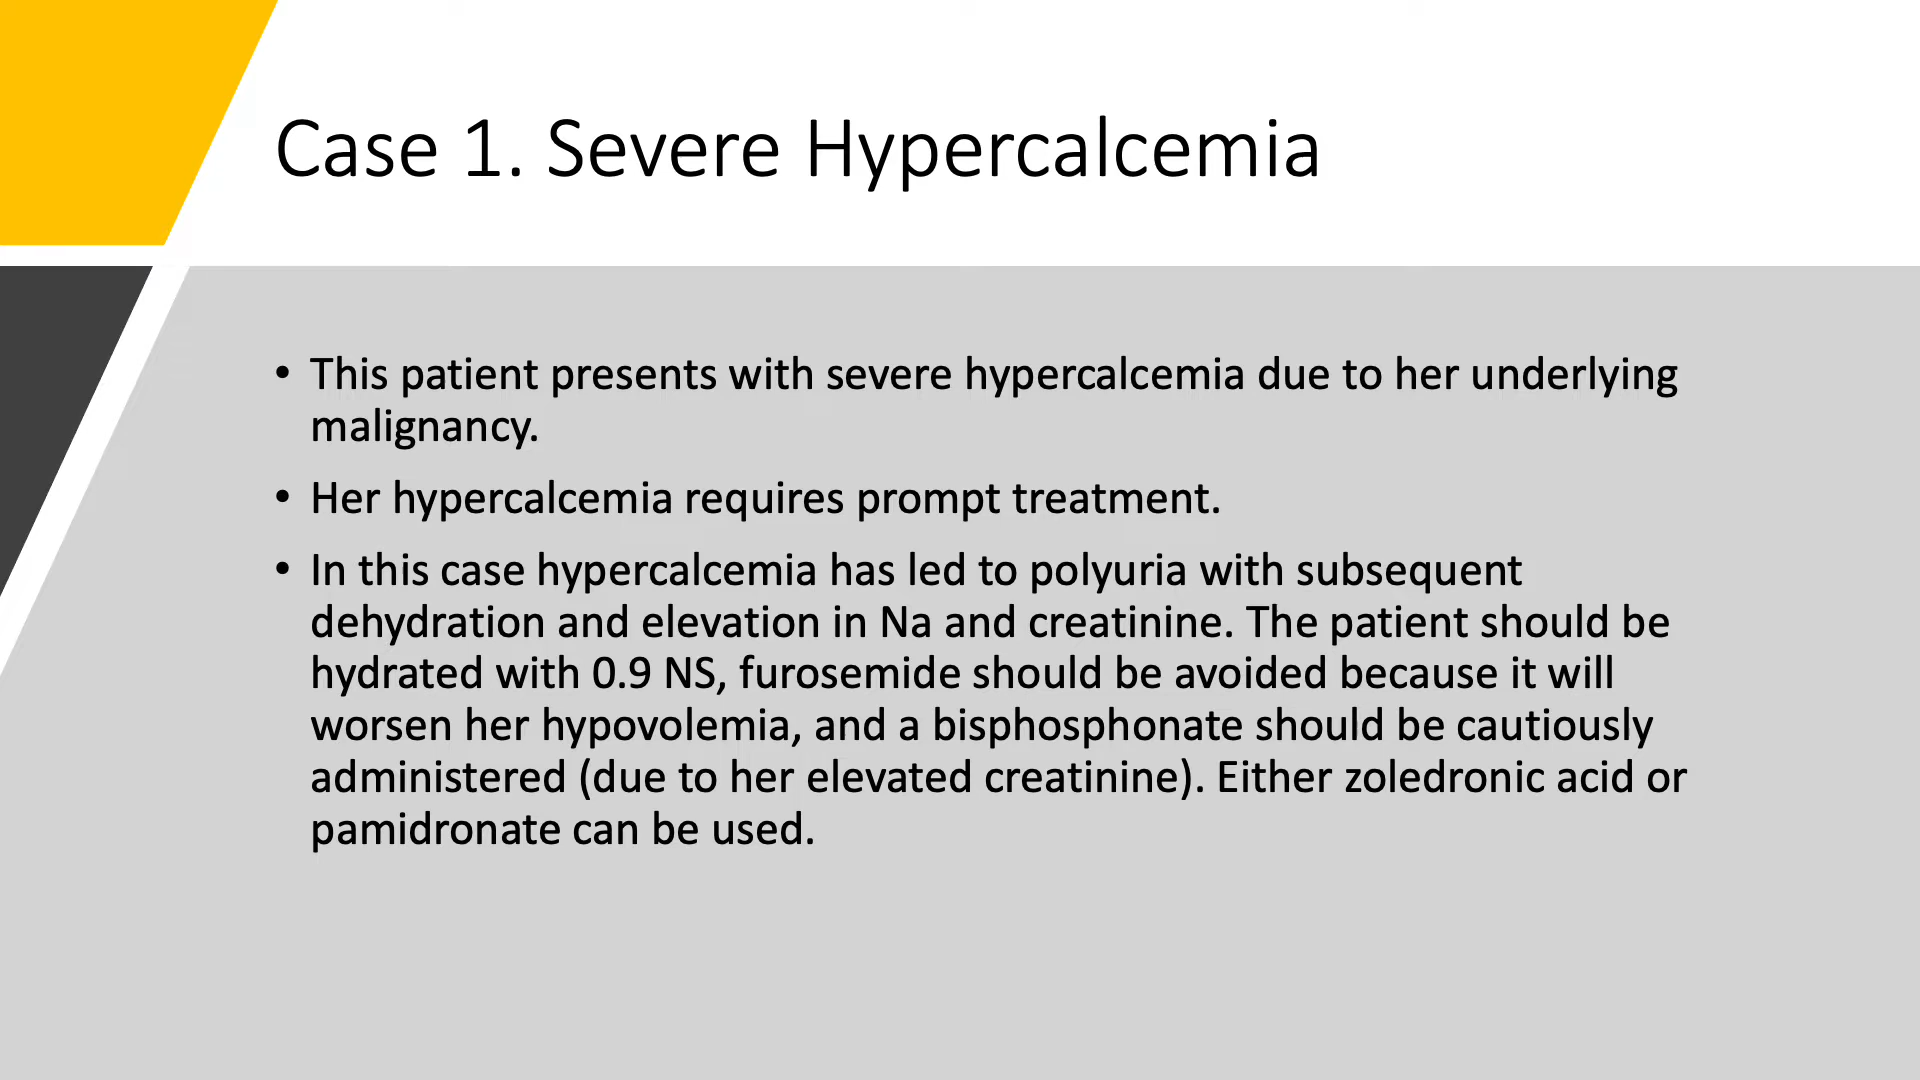 Case 1. Severe Hypercalcemia
• This patient presents with severe hypercalcemia due to her underlying
malignancy.
• Her hypercalcemia requires prompt treatment.
• In this case hypercalcemia has led to polyuria with subsequent
dehydration and elevation in Na and creatinine. The patient should be
hydrated with 0.9 NS, furosemide should be avoided because it will
worsen her hypovolemia, and a bisphosphonate should be cautiously
administered (due to her elevated creatinine). Either zoledronic acid or
pamidronate can be used.